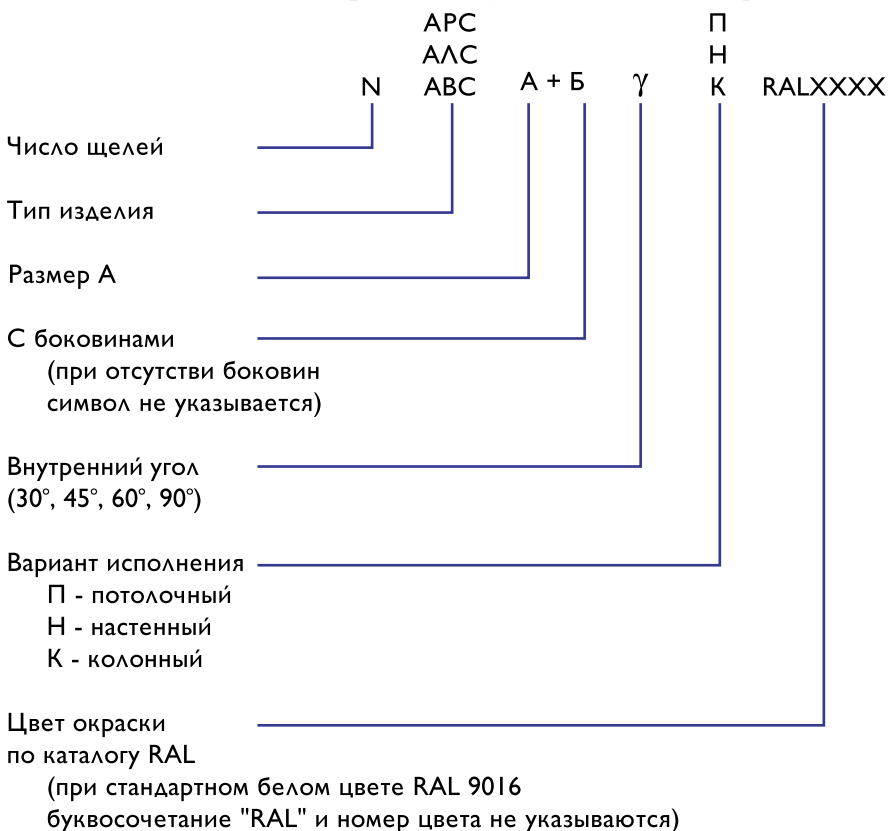 АРС П
АЛС Н
N АВС А + Б γ К RALXXXX
Число щелей
Тип изделия
Размер А
С боковинами
(при отсутстви боковин
символ не указывается)
Внутренний угол
(30°, 45°, 60°, 90°)
Вариант исполнения
П - потолочный
Н - настенный
К - колонный
Цвет окраски
по каталогу RAL
(при стандартном белом цвете RAL 9016
буквосочетание "RAL" и номер цвета не указываются)